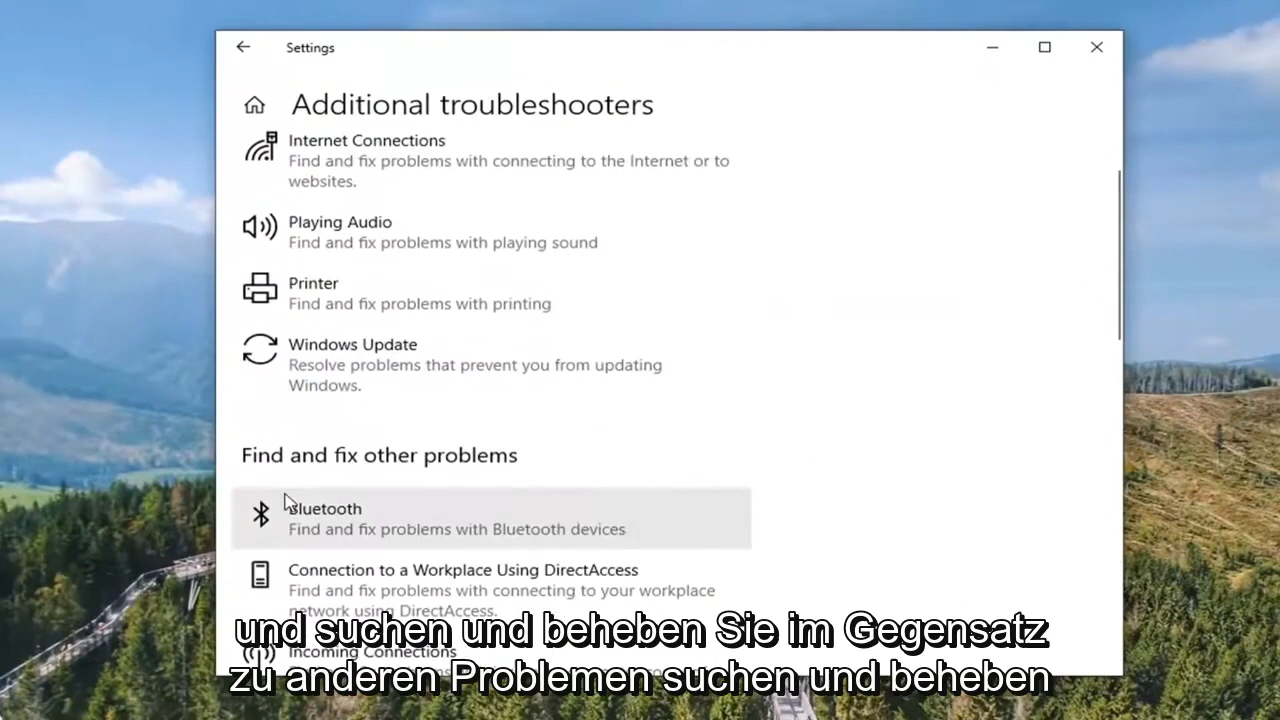 Settings
Additional troubleshooters
Internet Connections
Find and fix problems with connecting to the Internet or to
websites.
Playing Audio
Find and fix problems with playing sound
Printer
Find and fix problems with printing
Windows Update
Resolve problems that prevent you from updating
Windows.
Find and fix other problems
Bluetooth
Find and fix problems with Bluetooth devices
Connection to a Workplace Using DirectAccess
Find and fix problems with connecting to your workplace
network using DirectAccess.
Incoming Connections
und suchen und beheben Sie im Gegensatz
zu anderen Problemen suchen und beheben